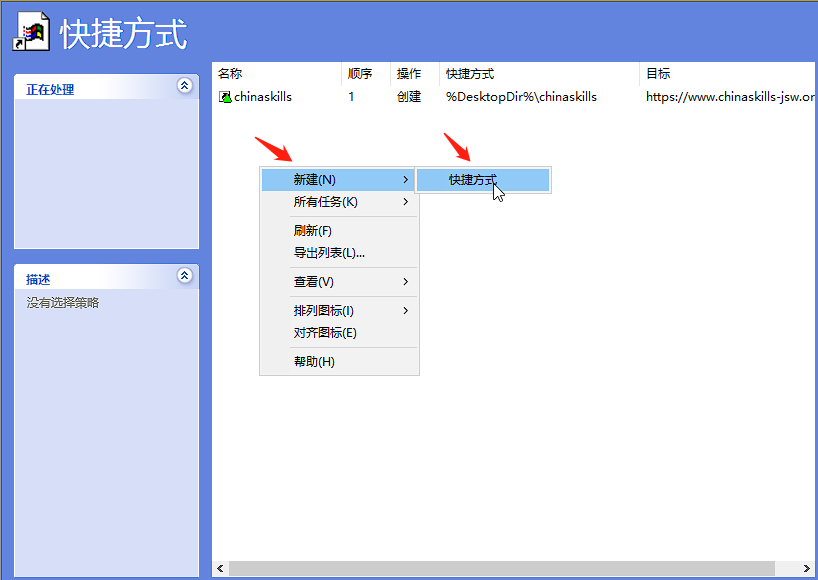 快捷方式
正在处理
描述
没有选择策略
名称 顺序 操作 快捷方式 目标
chinaskills 1 创建 %DesktopDir%\chinaskills https://www.chinaskills-jsw.or
新建(N)
所有任务(K)
刷新(F)
导出列表(L)...
查看(V)
排列图标(I)
对齐图标(E)
帮助(H)
快捷方式